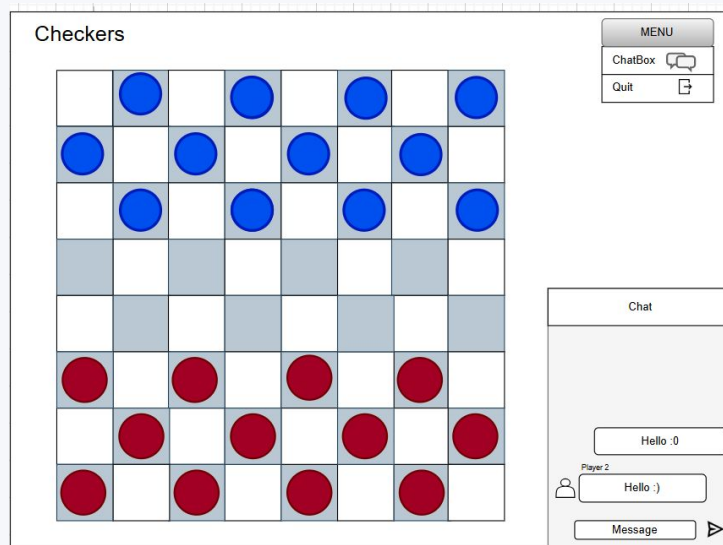 Checkers
MENU
ChatBox
Quit
Chat
Hello :0
Player 2
Hello :)
Message